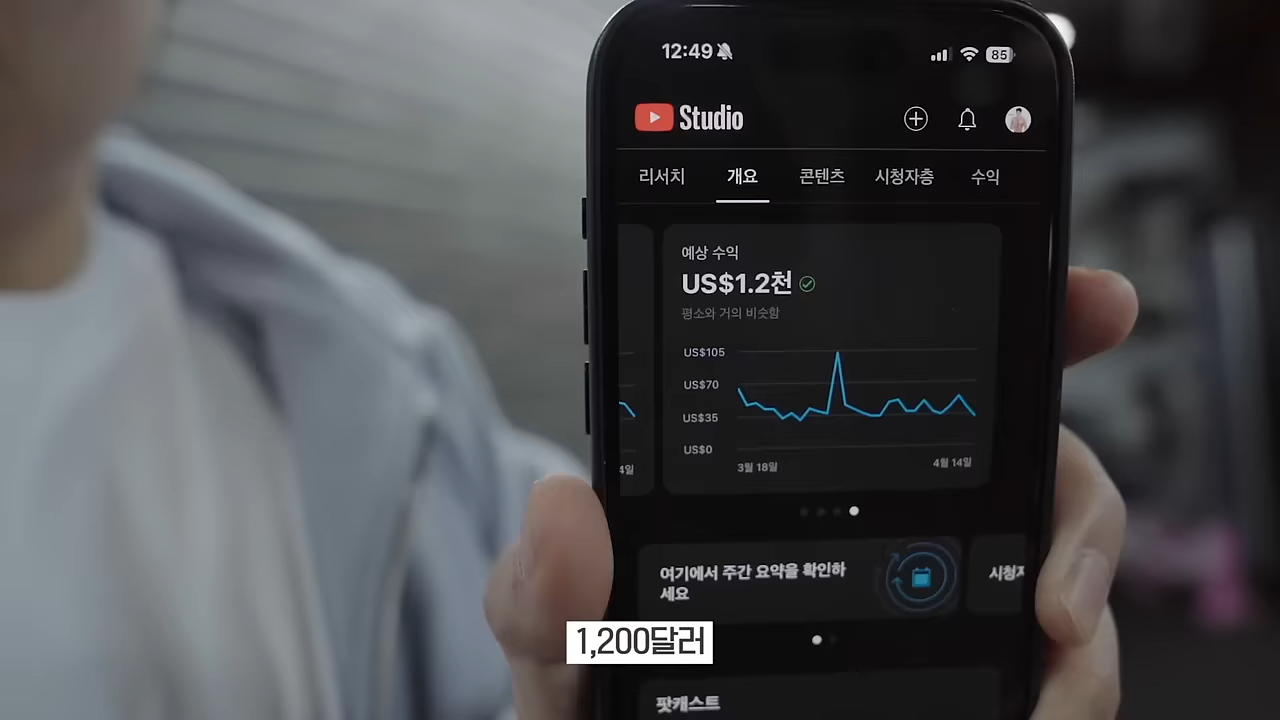 12:49
85
Studio
리서치 개요 콘텐츠 시청자층 수익
예상 수익
US$1.2천
평소와 거의 비슷함
US$105
US$70
US$35
US$0
3월 18일
4월 14일
4일
여기에서 주간 요약을 확인하
세요
시청자
1,200달러
팟캐스트